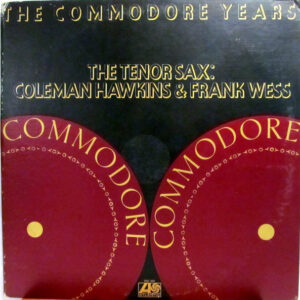 THE COMMODORE YEARS
THE TENOR SAX:
COLEMAN HAWKINS & FRANK WESS
COMMODORE
COMMODORE